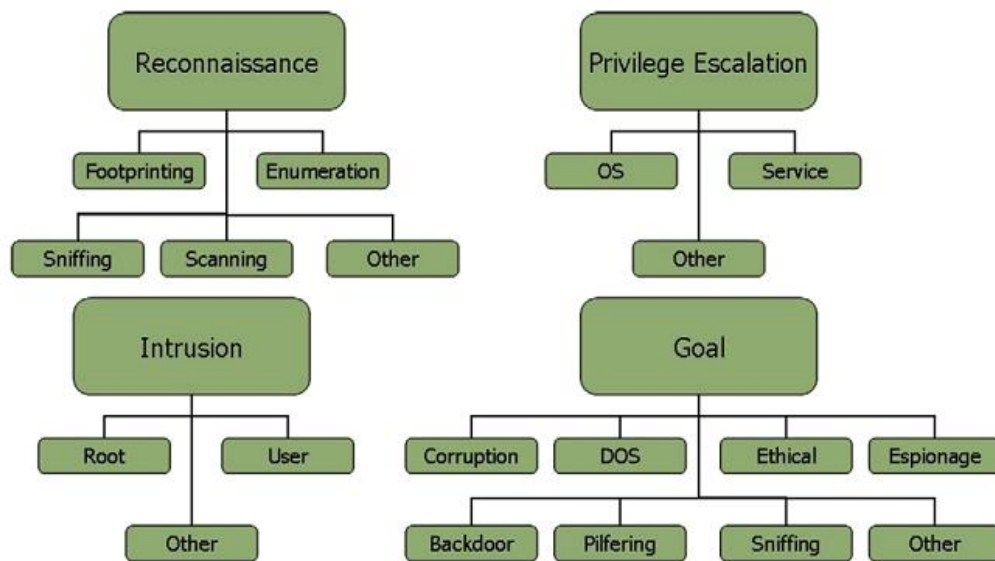 Reconnaissance
Privilege Escalation
Footprinting
Enumeration
OS
Service
Sniffing
Scanning
Other
Other
Intrusion
Goal
Root
User
Corruption
DOS
Ethical
Espionage
Other
Backdoor
Pilfering
Sniffing
Other